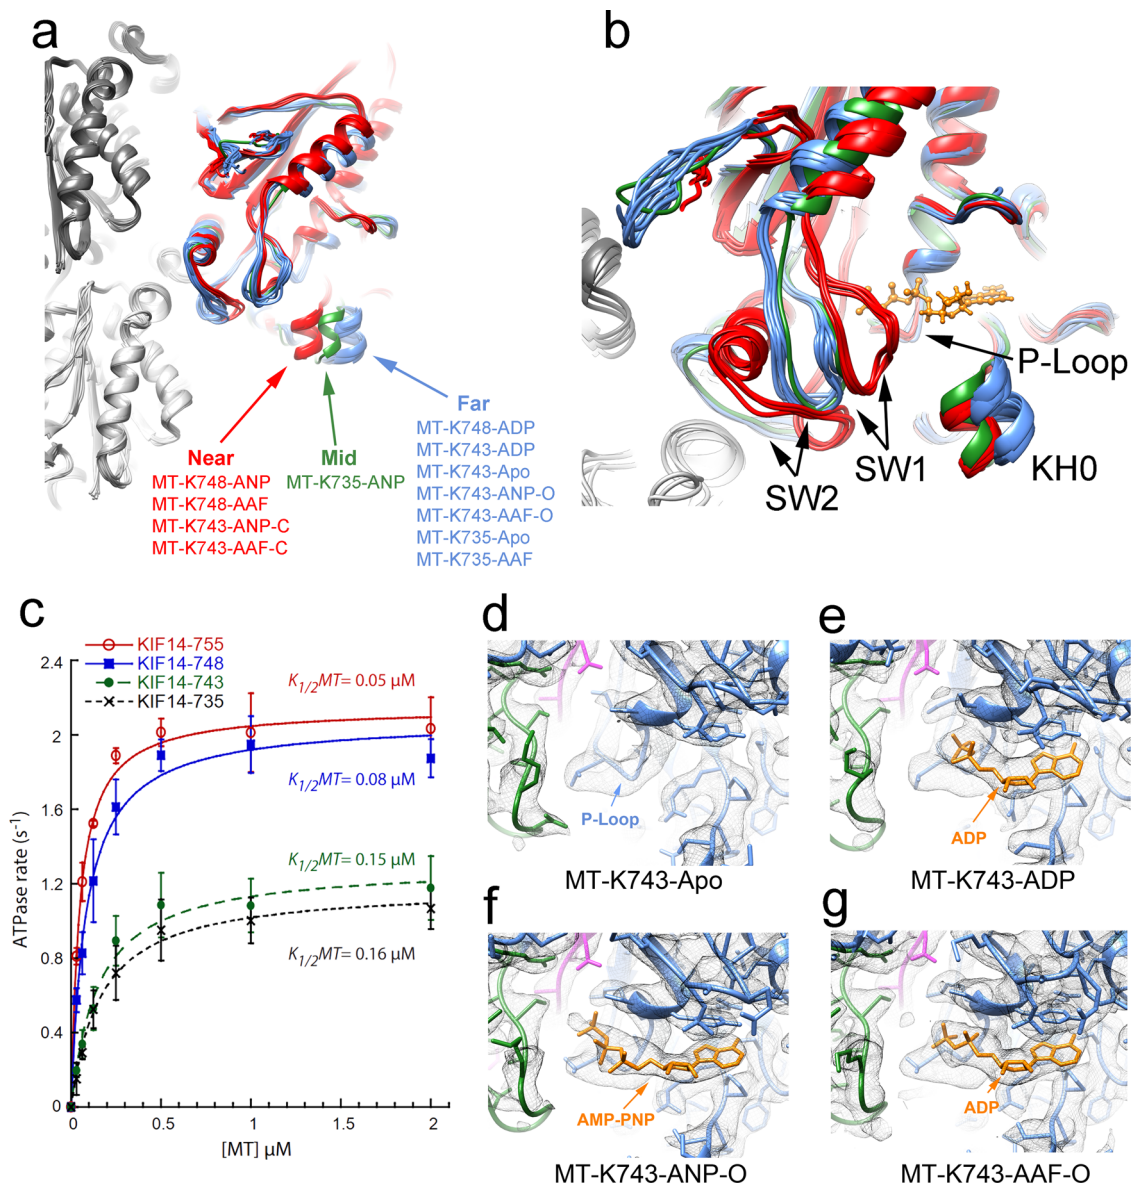 a
Near
MT-K748-ANP
MT-K748-AAF
MT-K743-ANP-C
MT-K743-AAF-C
Mid
MT-K735-ANP
Far
MT-K748-ADP
MT-K743-ADP
MT-K743-Apo
MT-K743-ANP-O
MT-K743-AAF-O
MT-K735-Apo
MT-K735-AAF
b
P-Loop
KH0
SW1
SW2
c
KIF14-755
KIF14-748
KIF14-743
KIF14-735
2.4
2
1.6
1.2
0.8
0.4
0
ATPase rate (s-1)
K1/2MT= 0.05 µM
K1/2MT= 0.08 µM
K1/2MT= 0.15 µM
K1/2MT= 0.16 µM
0 0.5 1 1.5 2
[MT] µM
d
P-Loop
MT-K743-Apo
e
ADP
MT-K743-ADP
f
AMP-PNP
MT-K743-ANP-O
g
ADP
MT-K743-AAF-O